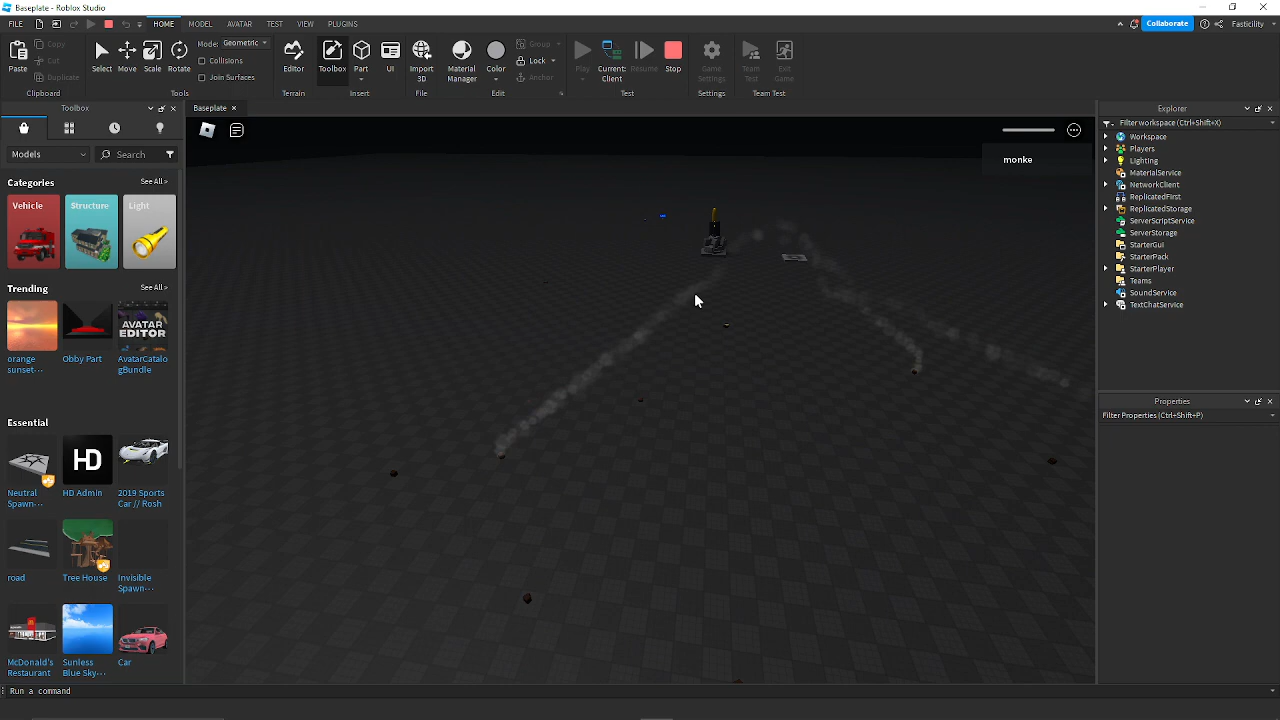 Baseplate - Roblox Studio
FILE HOME MODEL AVATAR TEST VIEW PLUGINS Collaborate Fasticility
Paste Copy Cut Duplicate
Select Move Scale Rotate
Mode: Geometric
Collisions
Join Surfaces
Editor Toolbox Part UI Import 3D Material Manager Color Group Lock Anchor
Play Current: Client Resume Stop Game Settings Team Test Exit Game
Clipboard Tools Terrain Insert File Edit Test Settings Team Test
Toolbox
Baseplate
Explorer
Filter workspace (Ctrl+Shift+X)
Models Search
Categories See All >
Vehicle Structure Light
Trending See All >
AVATAR EDITOR
orange sunset... Obby Part AvatarCatalogBundle
Essential
HD
Neutral Spawn... HD Admin 2019 Sports Car // Rosh
road Tree House Invisible Spawn...
McDonald's Restaurant Sunless Blue Sky... Car
monke
Workspace
Players
Lighting
MaterialService
NetworkClient
ReplicatedFirst
ReplicatedStorage
ServerScriptService
ServerStorage
StarterGui
StarterPack
StarterPlayer
Teams
SoundService
TextChatService
Properties
Filter Properties (Ctrl+Shift+P)
Run a command